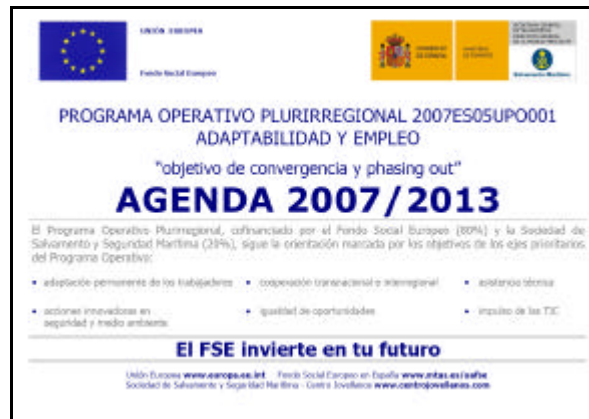 UNIÓN EUROPEA
Fondo Social Europeo
Salvamento Marítimo
PROGRAMA OPERATIVO PLURIRREGIONAL 2007ES05UPO001
ADAPTABILIDAD Y EMPLEO
"objetivo de convergencia y phasing out"
AGENDA 2007/2013
El Programa Operativo Plurirregional, cofinanciado por el Fondo Social Europeo (80%) y la Sociedad de
Salvamento y Seguridad Marítima (20%), sigue la orientación marcada por los objetivos de los ejes prioritarios
del Programa Operativo:
• adaptación permanente de los trabajadores • cooperación transnacional e interregional • asistencia técnica
• acciones innovadoras en
seguridad y medio ambiente • igualdad de oportunidades • impulso de las TIC
El FSE invierte en tu futuro
Unión Europea www.europa.eu.int Fondo Social Europeo en España www.mtas.es/uafse
Sociedad de Salvamento y Seguridad Marítima - Centro Jovellanos www.centrojovellanos.com